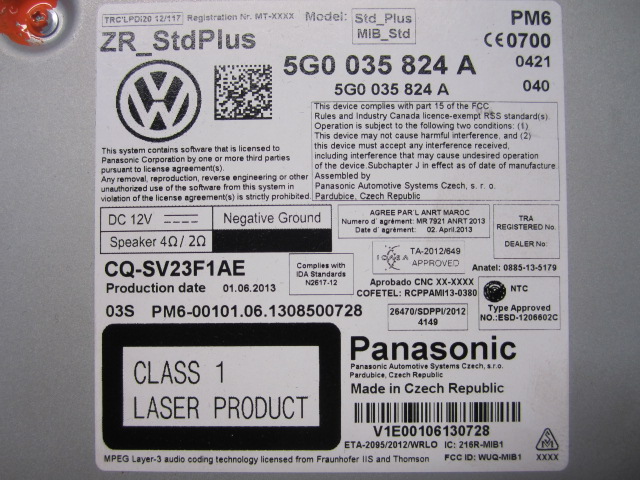 TRC'LPDi20 12/117 Registration Nr. MT-XXXX Model: Std_Plus PM6
MIB_Std
ZR_StdPlus
CE0700
5G0 035 824 A 0421
5G0 035 824 A 040
This device complies with part 15 of the FCC
Rules and Industry Canada licence-exempt RSS standard(s).
Operation is subject to the following two conditions: (1)
This device may not cause harmful interference, and (2)
this device must accept any interference,
including interference that may cause undesired operation
of the device.Subchapter J in effect as of date of manufacture.
Assembled by
Panasonic Automotive Systems Czech, s. r. o.
Pardubice, Czech Republic.
This system contains software that is licensed to
Panasonic Corporation by one or more third parties
pursuant to license agreement(s).
Any removal, reproduction, reverse engineering or other
unauthorized use of the software from this system in
violation of the license agreement(s) is strictly prohibited.
DC 12V Negative Ground
Speaker 4Ω/ 2Ω
AGREE PAR'L ANRT MAROC
Numero d' agrément: MR 7921 ANRT 2013
Date d' agrément: 02. April.2013
TRA
REGISTERED No.
DEALER No:
CQ-SV23F1AE
Production date 01.06.2013
Complies with
IDA Standards
N2617-12
ICASA
TA-2012/649
APPROVED
Anatel: 0885-13-5179
Aprobado CNC XX-XXXX
COFETEL: RCPPAMI13-0380
NTC
Type Approved
NO.:ESD-1206602C
03S PM6-00101.06.1308500728
26470/SDPPI/2012
4149
CLASS 1
LASER PRODUCT
Panasonic
Panasonic Automotive Systems Czech, s.r.o.
Pardubice, Czech Republic.
Made in Czech Republic
V1E00106130728
ETA-2095/2012/WRLO IC: 216R-MIB1
MPEG Layer-3 audio coding technology licensed from Fraunhofer IIS and Thomson FCC ID: WUQ-MIB1 XXXX